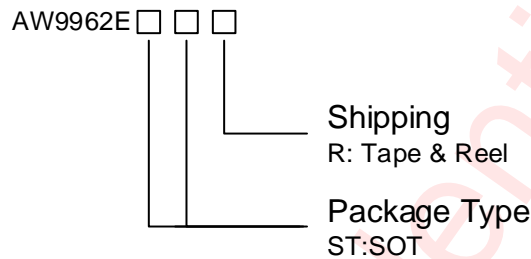 AW9962E□□□
Shipping
R: Tape & Reel
Package Type
ST:SOT